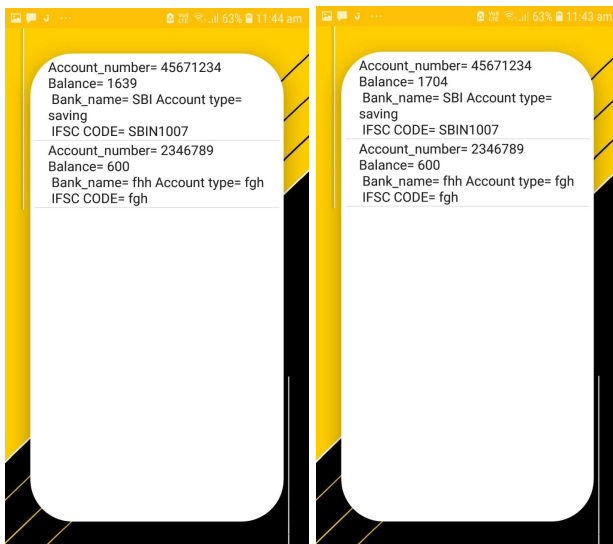 63% 11:44 am
Account_number= 45671234
Balance= 1639
Bank_name= SBI Account type=
saving
IFSC CODE= SBIN1007
Account_number= 2346789
Balance= 600
Bank_name= fhh Account type= fgh
IFSC CODE= fgh
63% 11:43 am
Account_number= 45671234
Balance= 1704
Bank_name= SBI Account type=
saving
IFSC CODE= SBIN1007
Account_number= 2346789
Balance= 600
Bank_name= fhh Account type= fgh
IFSC CODE= fgh